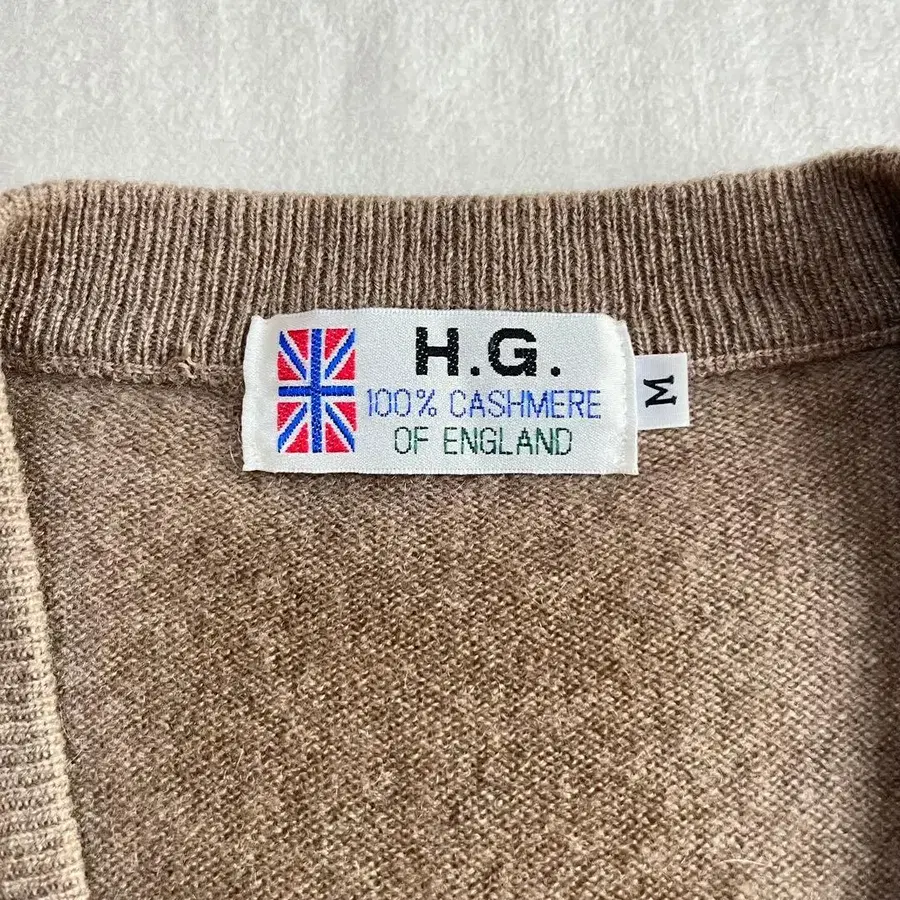 H.G.
100% CASHMERE
OF ENGLAND
M